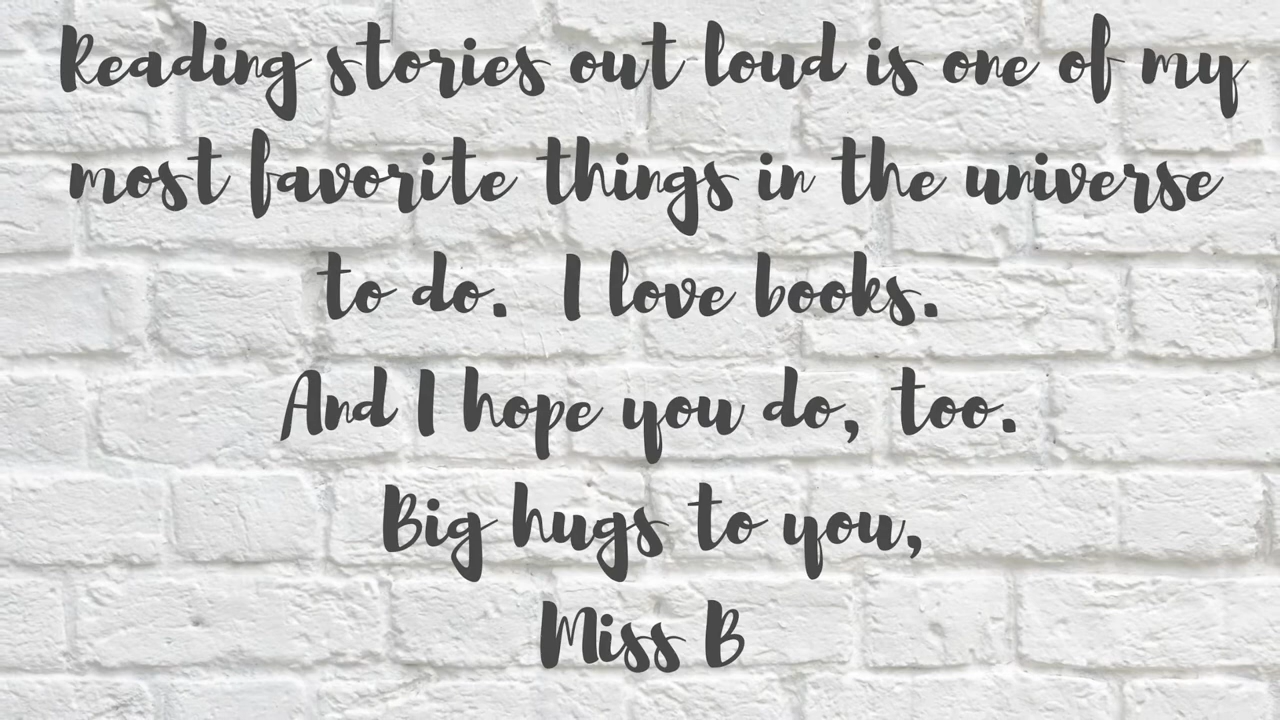 Reading stories out loud is one of my
most favorite things in the universe
to do. I love books.
And I hope you do, too.
Big hugs to you,
Miss B